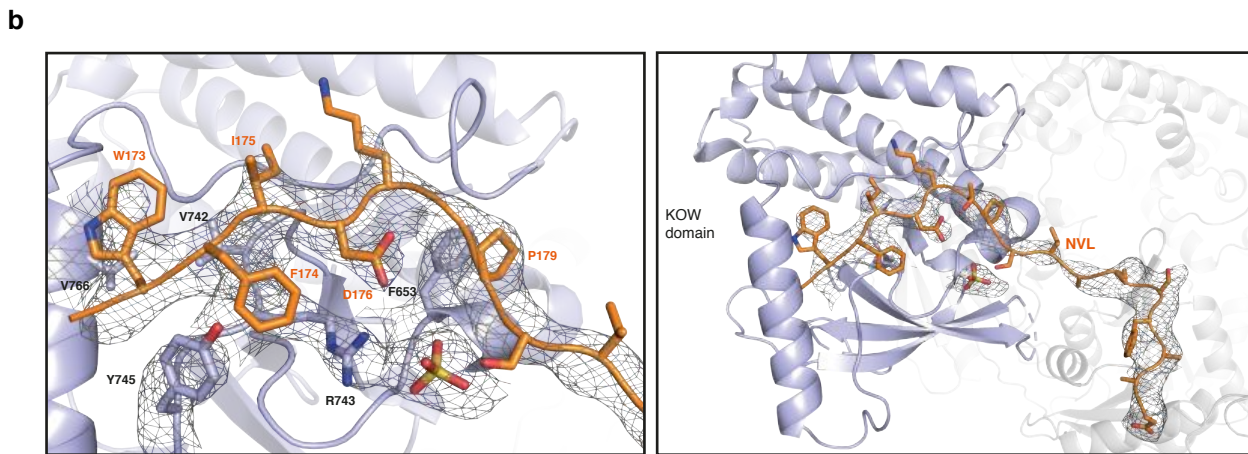 b
W173
I175
V742
V766
F174
D176
F653
P179
Y745
R743
KOW
domain
NVL